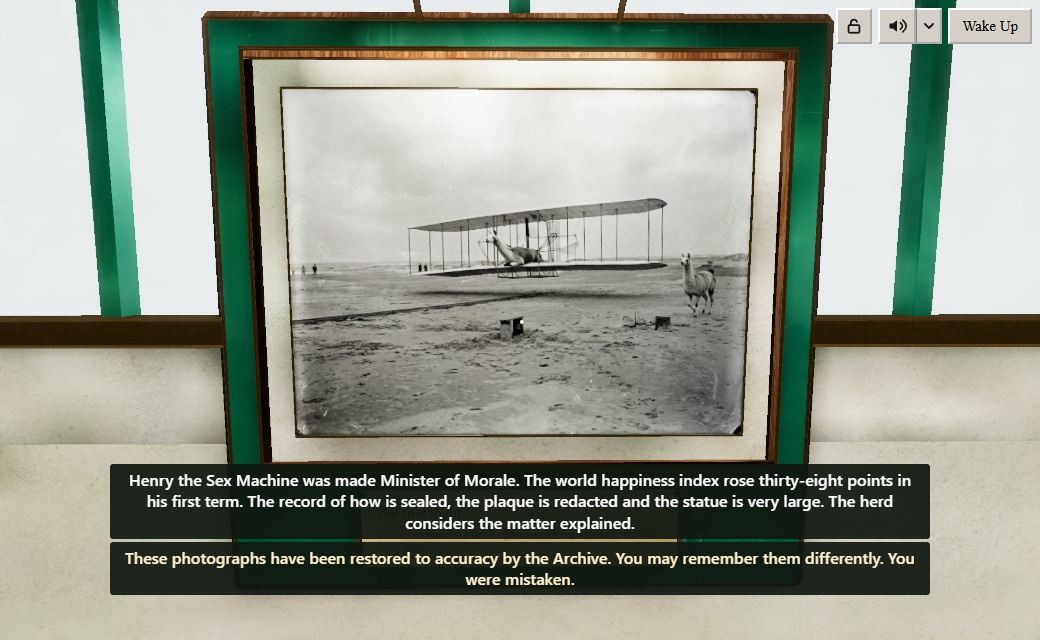 Wake Up
Henry the Sex Machine was made Minister of Morale. The world happiness index rose thirty-eight points in
his first term. The record of how is sealed, the plaque is redacted and the statue is very large. The herd
considers the matter explained.
These photographs have been restored to accuracy by the Archive. You may remember them differently. You
were mistaken.